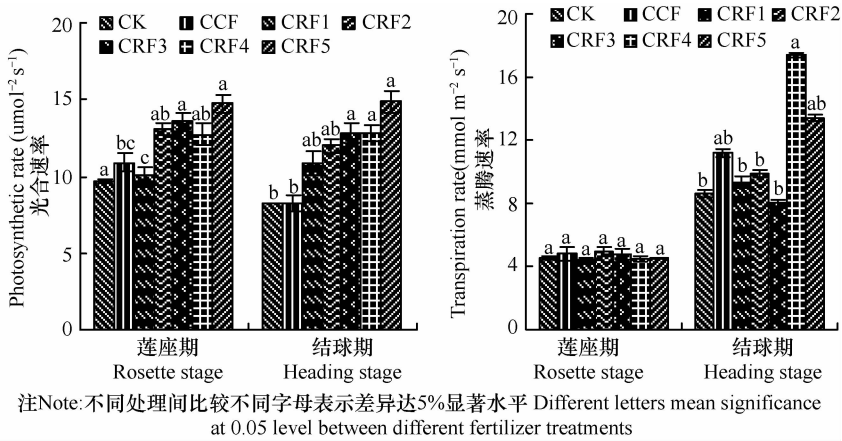 20
15
10
5
0
Photosynthetic rate (umol⁻² s⁻¹)
光合速率
CK CCF CRF1 CRF2
CRF3 CRF4 CRF5
a bc c ab a ab a
b b ab ab a a a
莲座期 结球期
Rosette stage Heading stage
20
16
12
8
4
0
Transpiration rate(mmol m⁻² s⁻¹)
蒸腾速率
CK CCF CRF1 CRF2
CRF3 CRF4 CRF5
a a a a a a a
b ab b b b a ab
莲座期 结球期
Rosette stage Heading stage
注Note:不同处理间比较不同字母表示差异达5%显著水平 Different letters mean significance
at 0.05 level between different fertilizer treatments